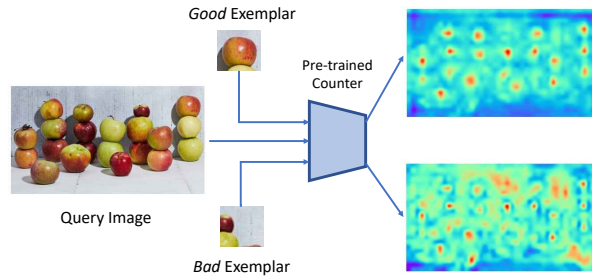 Good Exemplar
Pre-trained
Counter
Query Image
Bad Exemplar